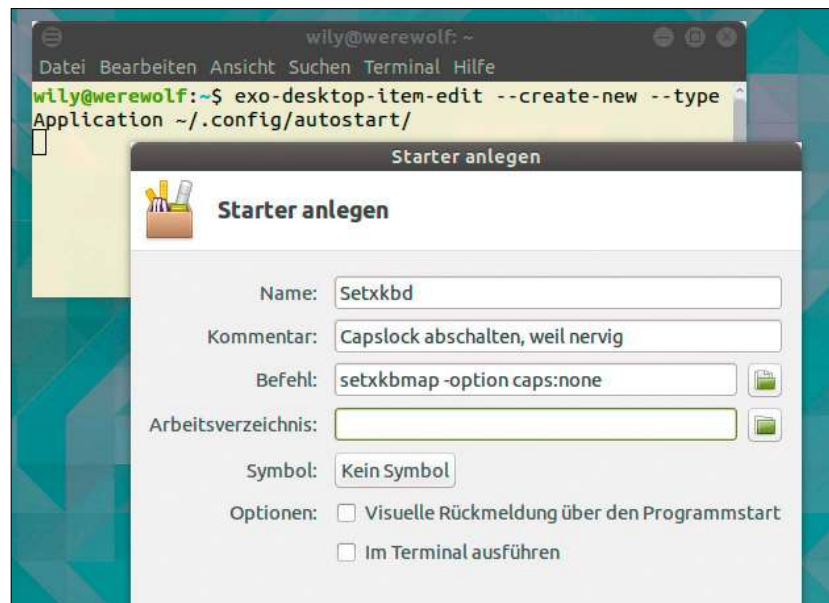 wily@werewolf: ~
Datei Bearbeiten Ansicht Suchen Terminal Hilfe
wily@werewolf:~$ exo-desktop-item-edit --create-new --type
Application ~/.config/autostart/
Starter anlegen
Starter anlegen
Name: Setxkbd
Kommentar: Capslock abschalten, weil nervig
Befehl: setxkbmap -option caps:none
Arbeitsverzeichnis:
Symbol: Kein Symbol
Optionen: Visuelle Rückmeldung über den Programmstart
Im Terminal ausführen